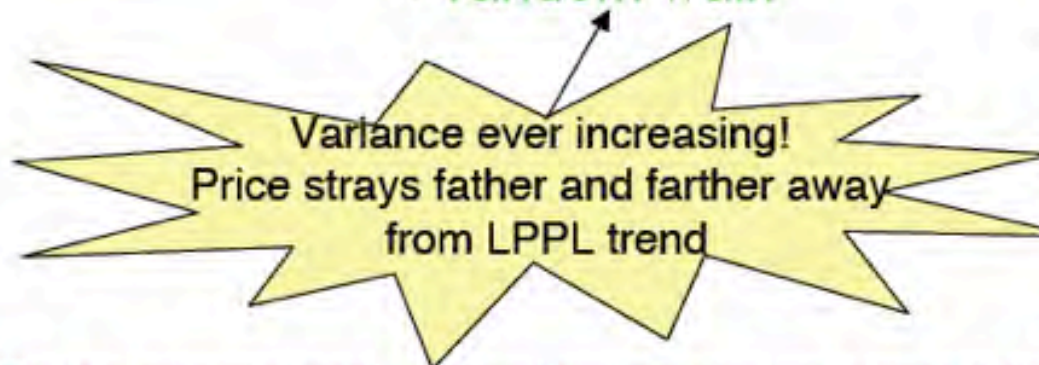 Variance ever increasing!
Price strays father and farther away
from LPPL trend